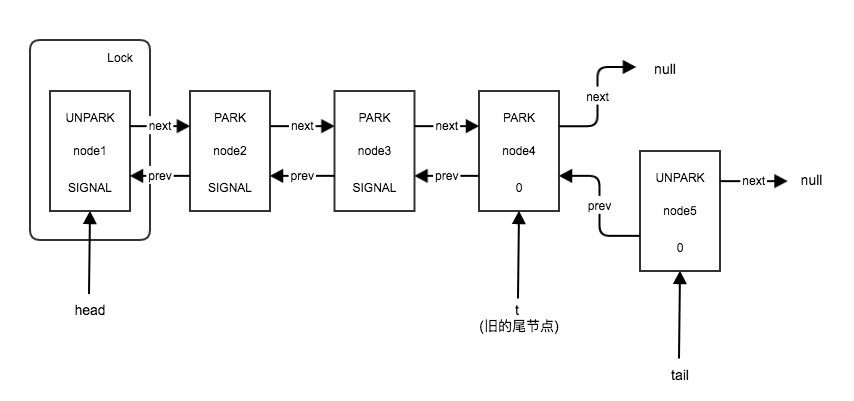 Lock
UNPARK
node1
SIGNAL
next
prev
PARK
node2
SIGNAL
next
prev
PARK
node3
SIGNAL
next
prev
PARK
node4
0
next
null
prev
UNPARK
node5
0
next
null
head
t
(旧的尾节点)
tail